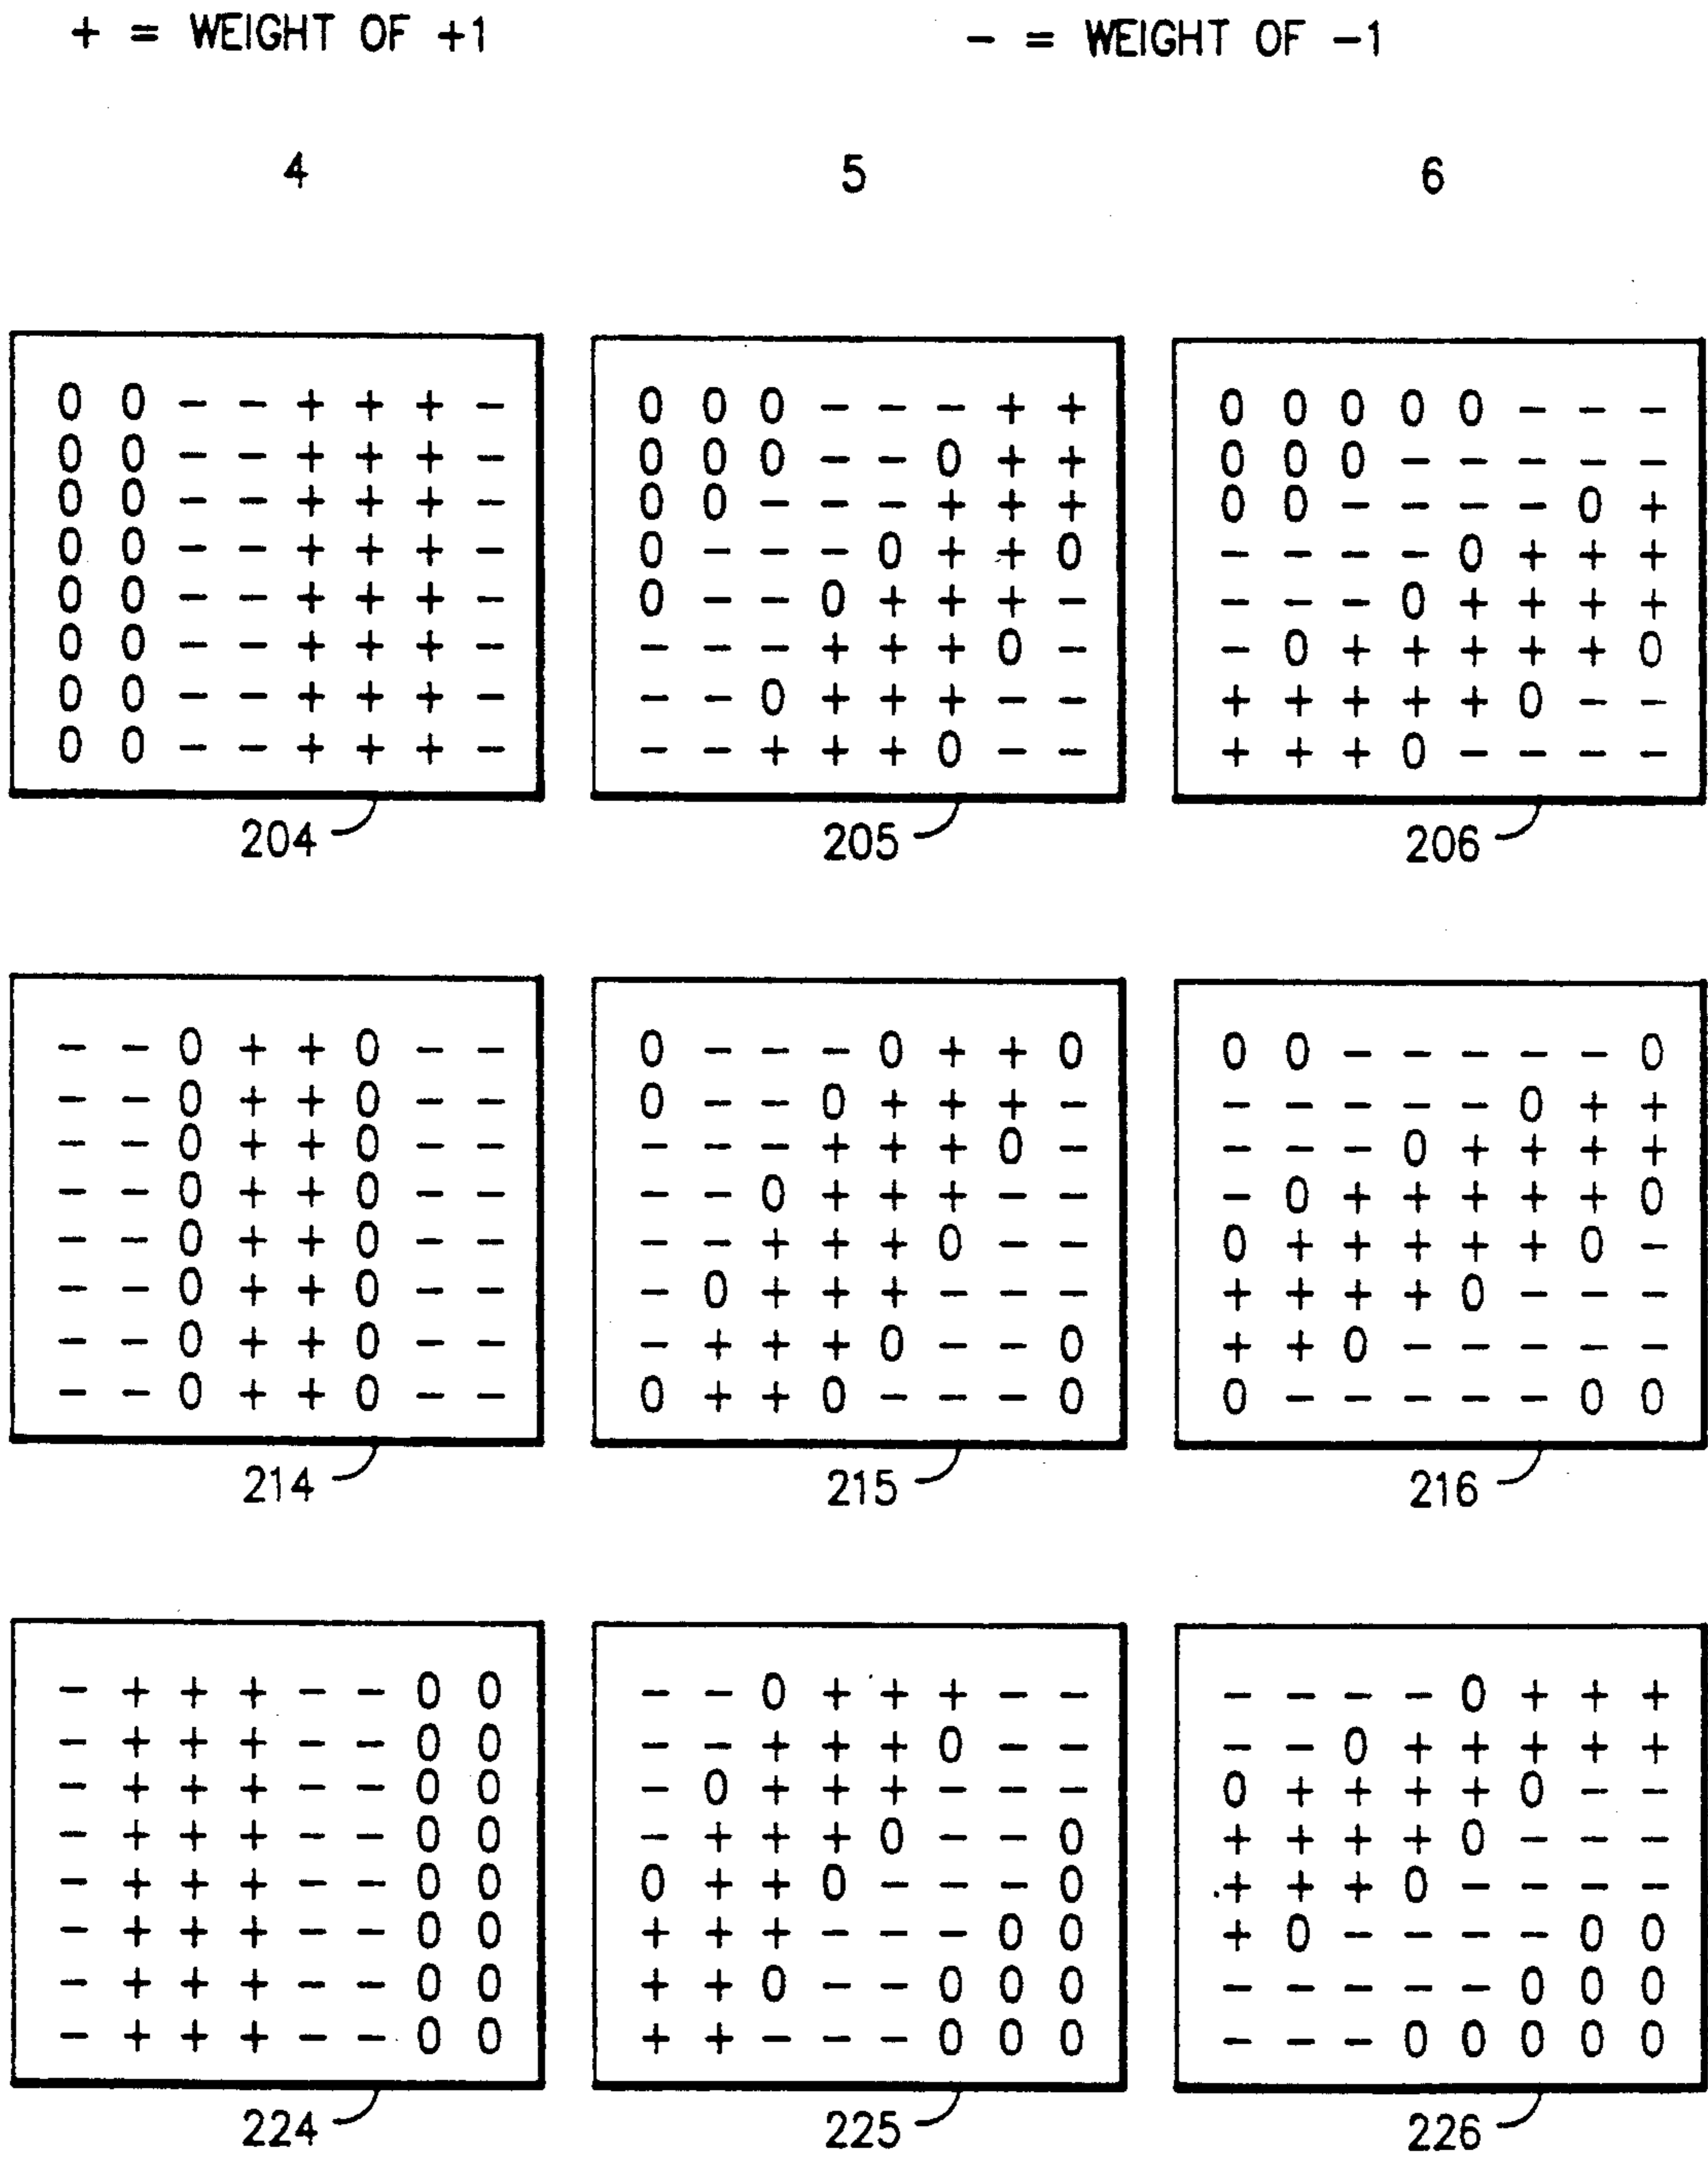 + = WEIGHT OF +1 - = WEIGHT OF -1
4 5 6
0 0 - - + + + - 0 0 0 - - - + + 0 0 0 0 0 - - -
0 0 - - + + + - 0 0 0 - - 0 + + 0 0 0 - - - - -
0 0 - - + + + - 0 0 - - - + + + 0 0 - - - - 0 +
0 0 - - + + + - 0 - - - 0 + + 0 - - - - 0 + + +
0 0 - - + + + - 0 - - 0 + + + - - - - 0 + + + +
0 0 - - + + + - - - - + + + 0 - - 0 + + + + + 0
0 0 - - + + + - - - 0 + + + - - + + + + + 0 - -
0 0 - - + + + - - - + + + 0 - - + + + 0 - - - -
204 205 206
- - 0 + + 0 - - 0 - - - 0 + + 0 0 0 - - - - - 0
- - 0 + + 0 - - 0 - - 0 + + + - - - - - - 0 + +
- - 0 + + 0 - - - - - + + + 0 - - - - 0 + + + +
- - 0 + + 0 - - - - 0 + + + - - - 0 + + + + + 0
- - 0 + + 0 - - - - + + + 0 - - 0 + + + + + 0 -
- - 0 + + 0 - - - 0 + + + - - - + + + + 0 - - -
- - 0 + + 0 - - - + + + 0 - - 0 + + 0 - - - - -
- - 0 + + 0 - - 0 + + 0 - - - 0 0 - - - - - 0 0
214 215 216
- + + + - - 0 0 - - 0 + + + - - - - - - 0 + + +
- + + + - - 0 0 - - + + + 0 - - - - 0 + + + + +
- + + + - - 0 0 - 0 + + + - - - 0 + + + + 0 - -
- + + + - - 0 0 - + + + 0 - - 0 + + + + 0 - - -
- + + + - - 0 0 0 + + 0 - - - 0 + + + 0 - - - -
- + + + - - 0 0 + + + - - - 0 0 + 0 - - - - 0 0
- + + + - - 0 0 + + 0 - - 0 0 0 - - - - - 0 0 0
- + + + - - 0 0 + + - - - 0 0 0 - - - 0 0 0 0 0
224 225 226